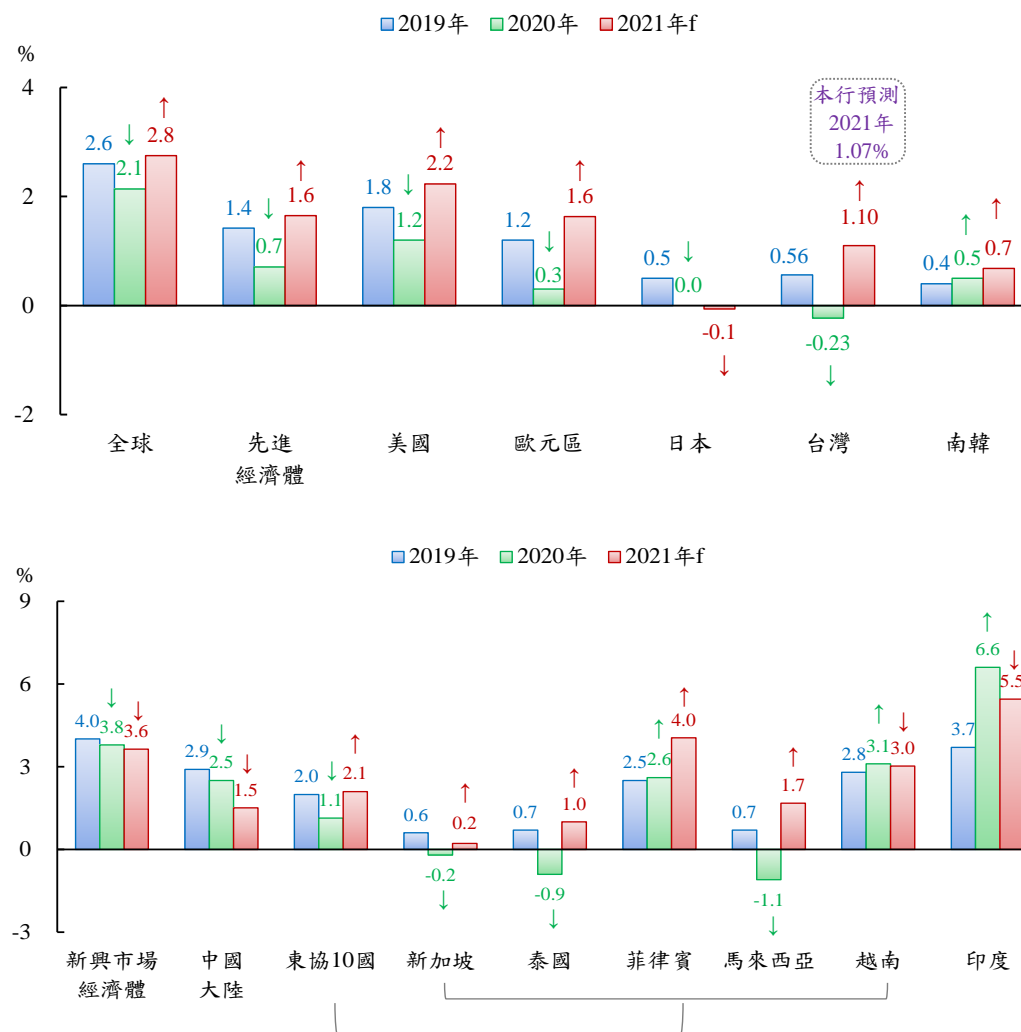 2019年 2020年 2021年f
%
4
2
0
-2
本行預測
2021年
1.07%
↓ ↑
2.6 2.1 2.8
↓ ↑
1.4 0.7 1.6
↓ ↑
1.8 1.2 2.2
↓ ↑
1.2 0.3 1.6
↓
0.5 0.0 -0.1
↓
↑
0.56 -0.23 1.10
↓
↑ ↑
0.4 0.5 0.7
全球 先進 美國 歐元區 日本 台灣 南韓
經濟體
2019年 2020年 2021年f
%
9
6
3
0
-3
↓ ↓
4.0 3.8 3.6
↓ ↓
2.9 2.5 1.5
↓ ↑
2.0 1.1 2.1
↑
0.6 -0.2 0.2
↓
↑
0.7 -0.9 1.0
↓
↑ ↑
2.5 2.6 4.0
↑
0.7 -1.1 1.7
↓
↑ ↓
2.8 3.1 3.0
↑ ↓
3.7 6.6 5.5
新興市場 中國 東協10國 新加坡 泰國 菲律賓 馬來西亞 越南 印度
經濟體 大陸